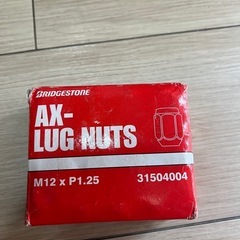 BRIDGESTONE
AX-
LUG NUTS
M12 x P1.25 31504004